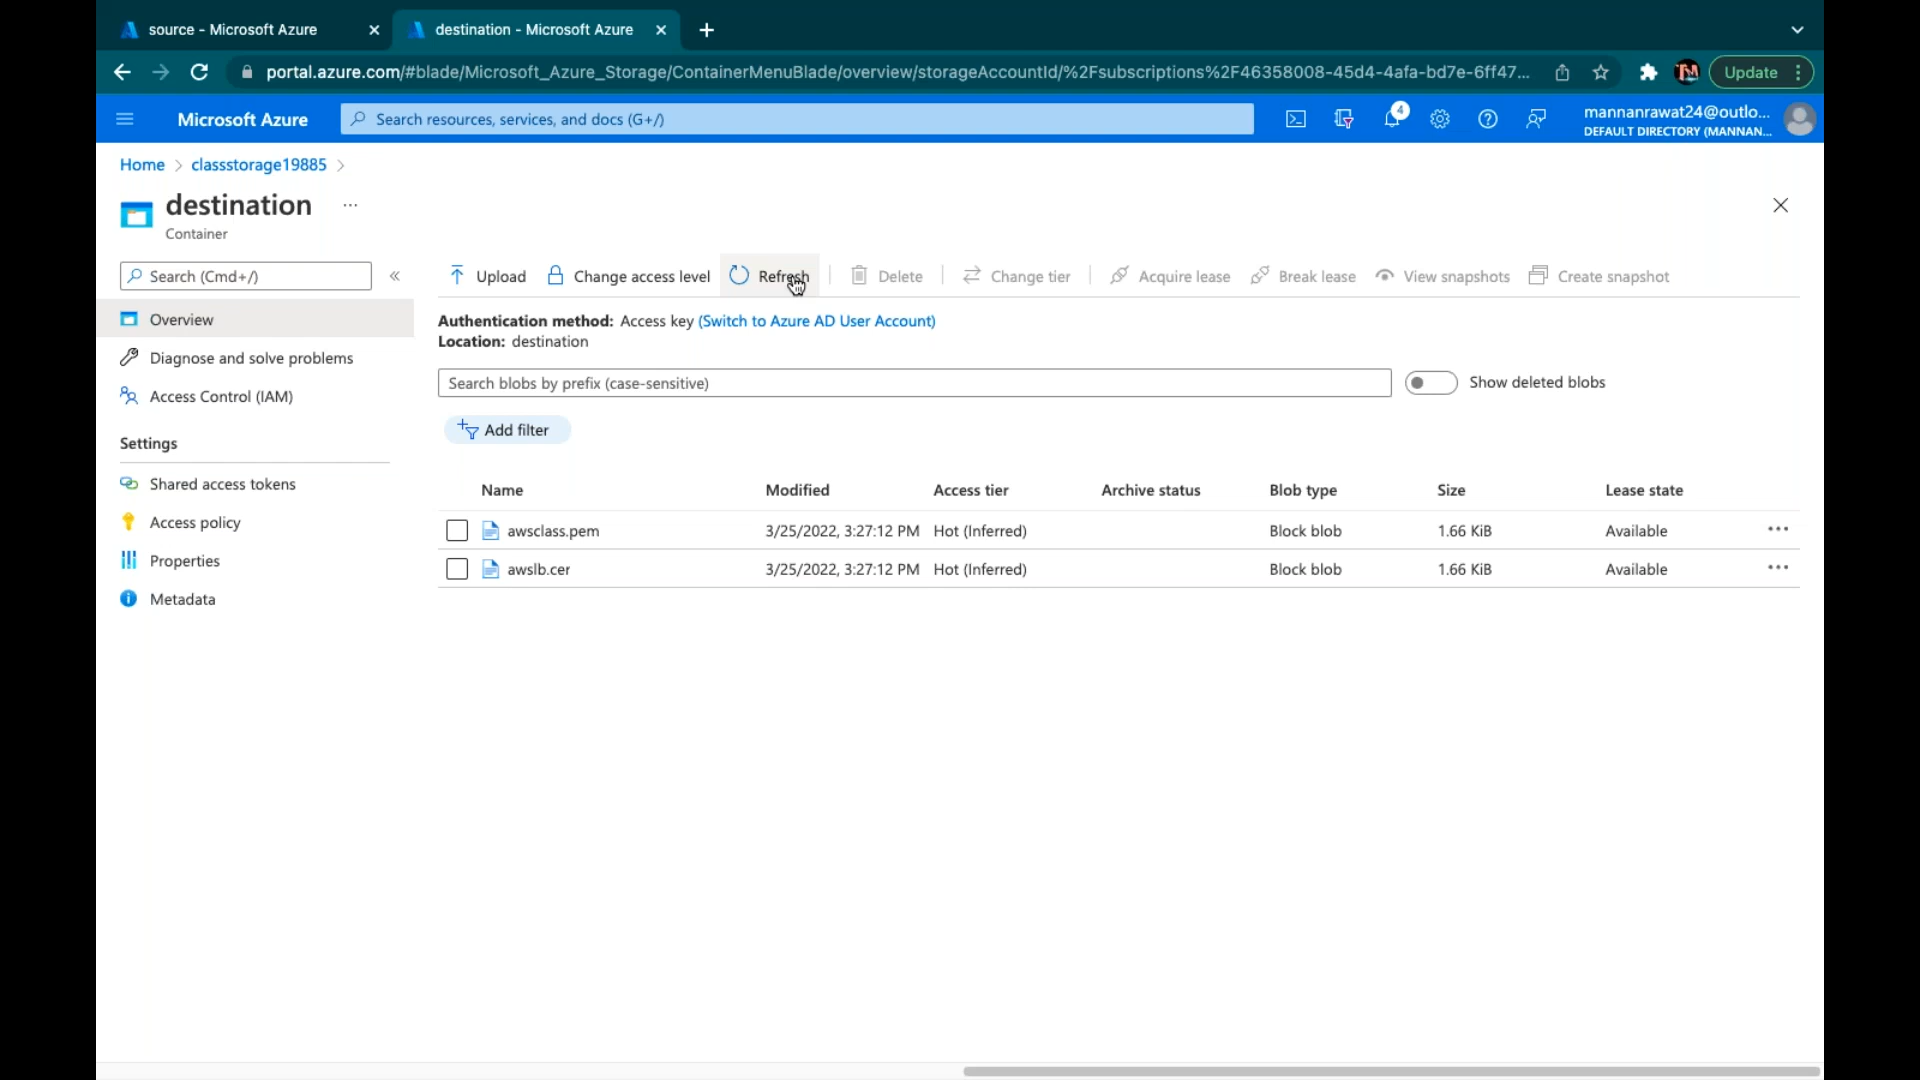 source - Microsoft Azure
destination - Microsoft Azure
portal.azure.com/#blade/Microsoft_Azure_Storage/ContainerMenuBlade/overview/storageAccountId/%2Fsubscriptions%2F46358008-45d4-4afa-bd7e-6ff47...
Update
Microsoft Azure
Search resources, services, and docs (G+/)
4
mannanrawat24@outlo...
DEFAULT DIRECTORY (MANNAN...
Home > classstorage19885 >
destination ...
Container
Search (Cmd+/) «
Upload Change access level Refresh Delete Change tier Acquire lease Break lease View snapshots Create snapshot
Overview
Diagnose and solve problems
Access Control (IAM)
Settings
Shared access tokens
Access policy
Properties
Metadata
Authentication method: Access key (Switch to Azure AD User Account)
Location: destination
Search blobs by prefix (case-sensitive)
Show deleted blobs
Add filter
Name Modified Access tier Archive status Blob type Size Lease state
awsclass.pem 3/25/2022, 3:27:12 PM Hot (Inferred) Block blob 1.66 KiB Available ...
awslb.cer 3/25/2022, 3:27:12 PM Hot (Inferred) Block blob 1.66 KiB Available ...